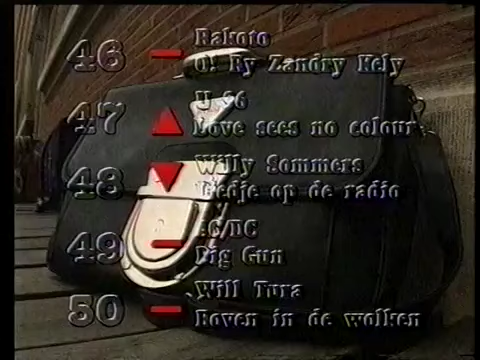 46 Rakoto
O! Ry Zandry Kely
47 U 96
Love sees no colour
48 Willy Sommers
Liedje op de radio
49 AC/DC
Big Gun
50 Will Tura
Boven in de wolken